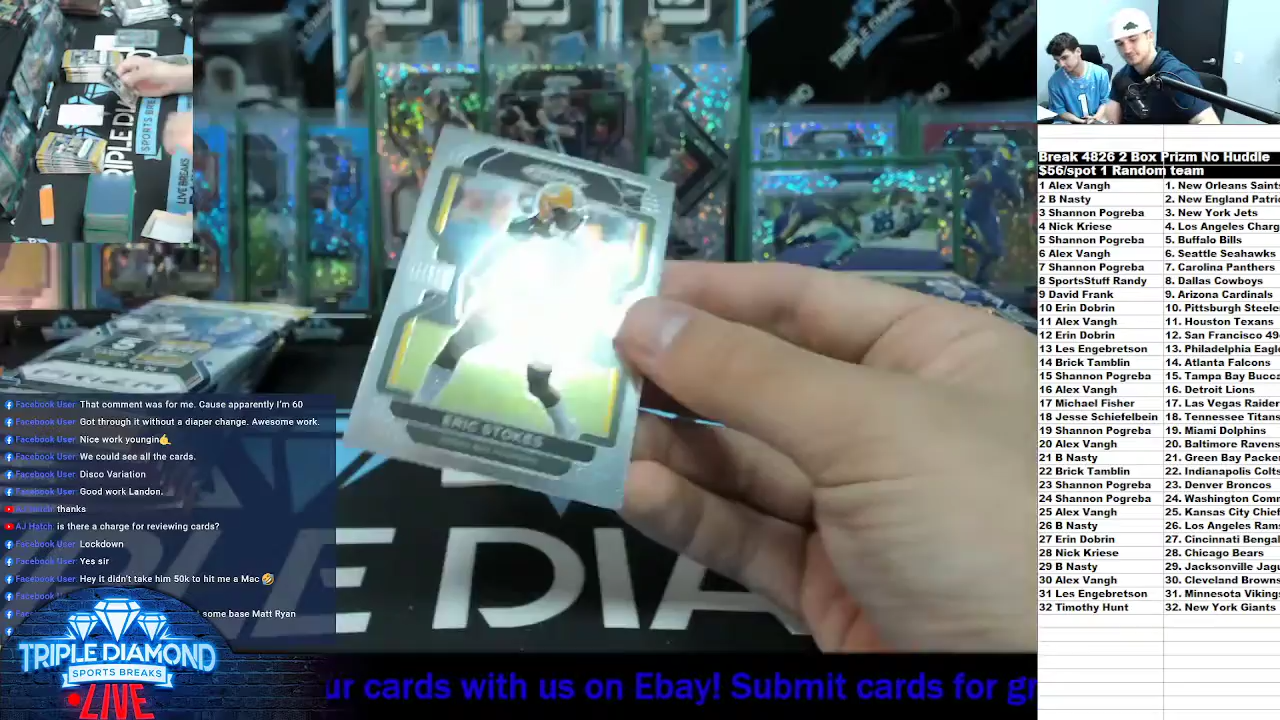 TRIPLE DIAMOND
SPORTS BREAKS
LIVE BREAKS
TRIPLE DIAMOND
PRIZM
ERIC STOKES
PLE DIA
Facebook User That comment was for me. Cause apparently I'm 60
Facebook User Got through it without a diaper change. Awesome work.
Facebook User Nice work youngin👍
Facebook User We could see all the cards.
Facebook User Disco Variation
Facebook User Good work Landon.
thanks
AJ Hatch is there a charge for reviewing cards?
Facebook User Lockdown
Facebook User Yes sir
Facebook User Hey it didn't take him 50k to hit me a Mac 🤣
some base Matt Ryan
TRIPLE DIAMOND
SPORTS BREAKS
LIVE
ur cards with us on Ebay! Submit cards for gr
Break 4826 2 Box Prizm No Huddle
$56/spot 1 Random team
1 Alex Vangh 1. New Orleans Saint
2 B Nasty 2. New England Patri
3 Shannon Pogreba 3. New York Jets
4 Nick Kriese 4. Los Angeles Charg
5 Shannon Pogreba 5. Buffalo Bills
6 Alex Vangh 6. Seattle Seahawks
7 Shannon Pogreba 7. Carolina Panthers
8 SportsStuff Randy 8. Dallas Cowboys
9 David Frank 9. Arizona Cardinals
10 Erin Dobrin 10. Pittsburgh Steele
11 Alex Vangh 11. Houston Texans
12 Erin Dobrin 12. San Francisco 49
13 Les Engebretson 13. Philadelphia Eagl
14 Brick Tamblin 14. Atlanta Falcons
15 Shannon Pogreba 15. Tampa Bay Bucca
16 Alex Vangh 16. Detroit Lions
17 Michael Fisher 17. Las Vegas Raider
18 Jesse Schiefelbein 18. Tennessee Titans
19 Shannon Pogreba 19. Miami Dolphins
20 Alex Vangh 20. Baltimore Ravens
21 B Nasty 21. Green Bay Packe
22 Brick Tamblin 22. Indianapolis Colts
23 Shannon Pogreba 23. Denver Broncos
24 Shannon Pogreba 24. Washington Com
25 Alex Vangh 25. Kansas City Chief
26 B Nasty 26. Los Angeles Ram
27 Erin Dobrin 27. Cincinnati Bengal
28 Nick Kriese 28. Chicago Bears
29 B Nasty 29. Jacksonville Jagu
30 Alex Vangh 30. Cleveland Browns
31 Les Engebretson 31. Minnesota Viking
32 Timothy Hunt 32. New York Giants